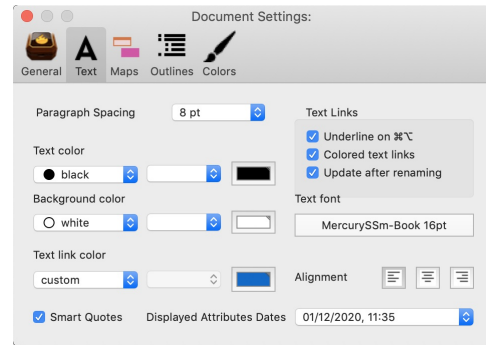 Document Settings:
General Text Maps Outlines Colors
Paragraph Spacing 8 pt Text Links
Underline on ⌘⌥
Text color Colored text links
black Update after renaming
Background color Text font
white MercurySSm-Book 16pt
Text link color
custom Alignment
Smart Quotes Displayed Attributes Dates 01/12/2020, 11:35